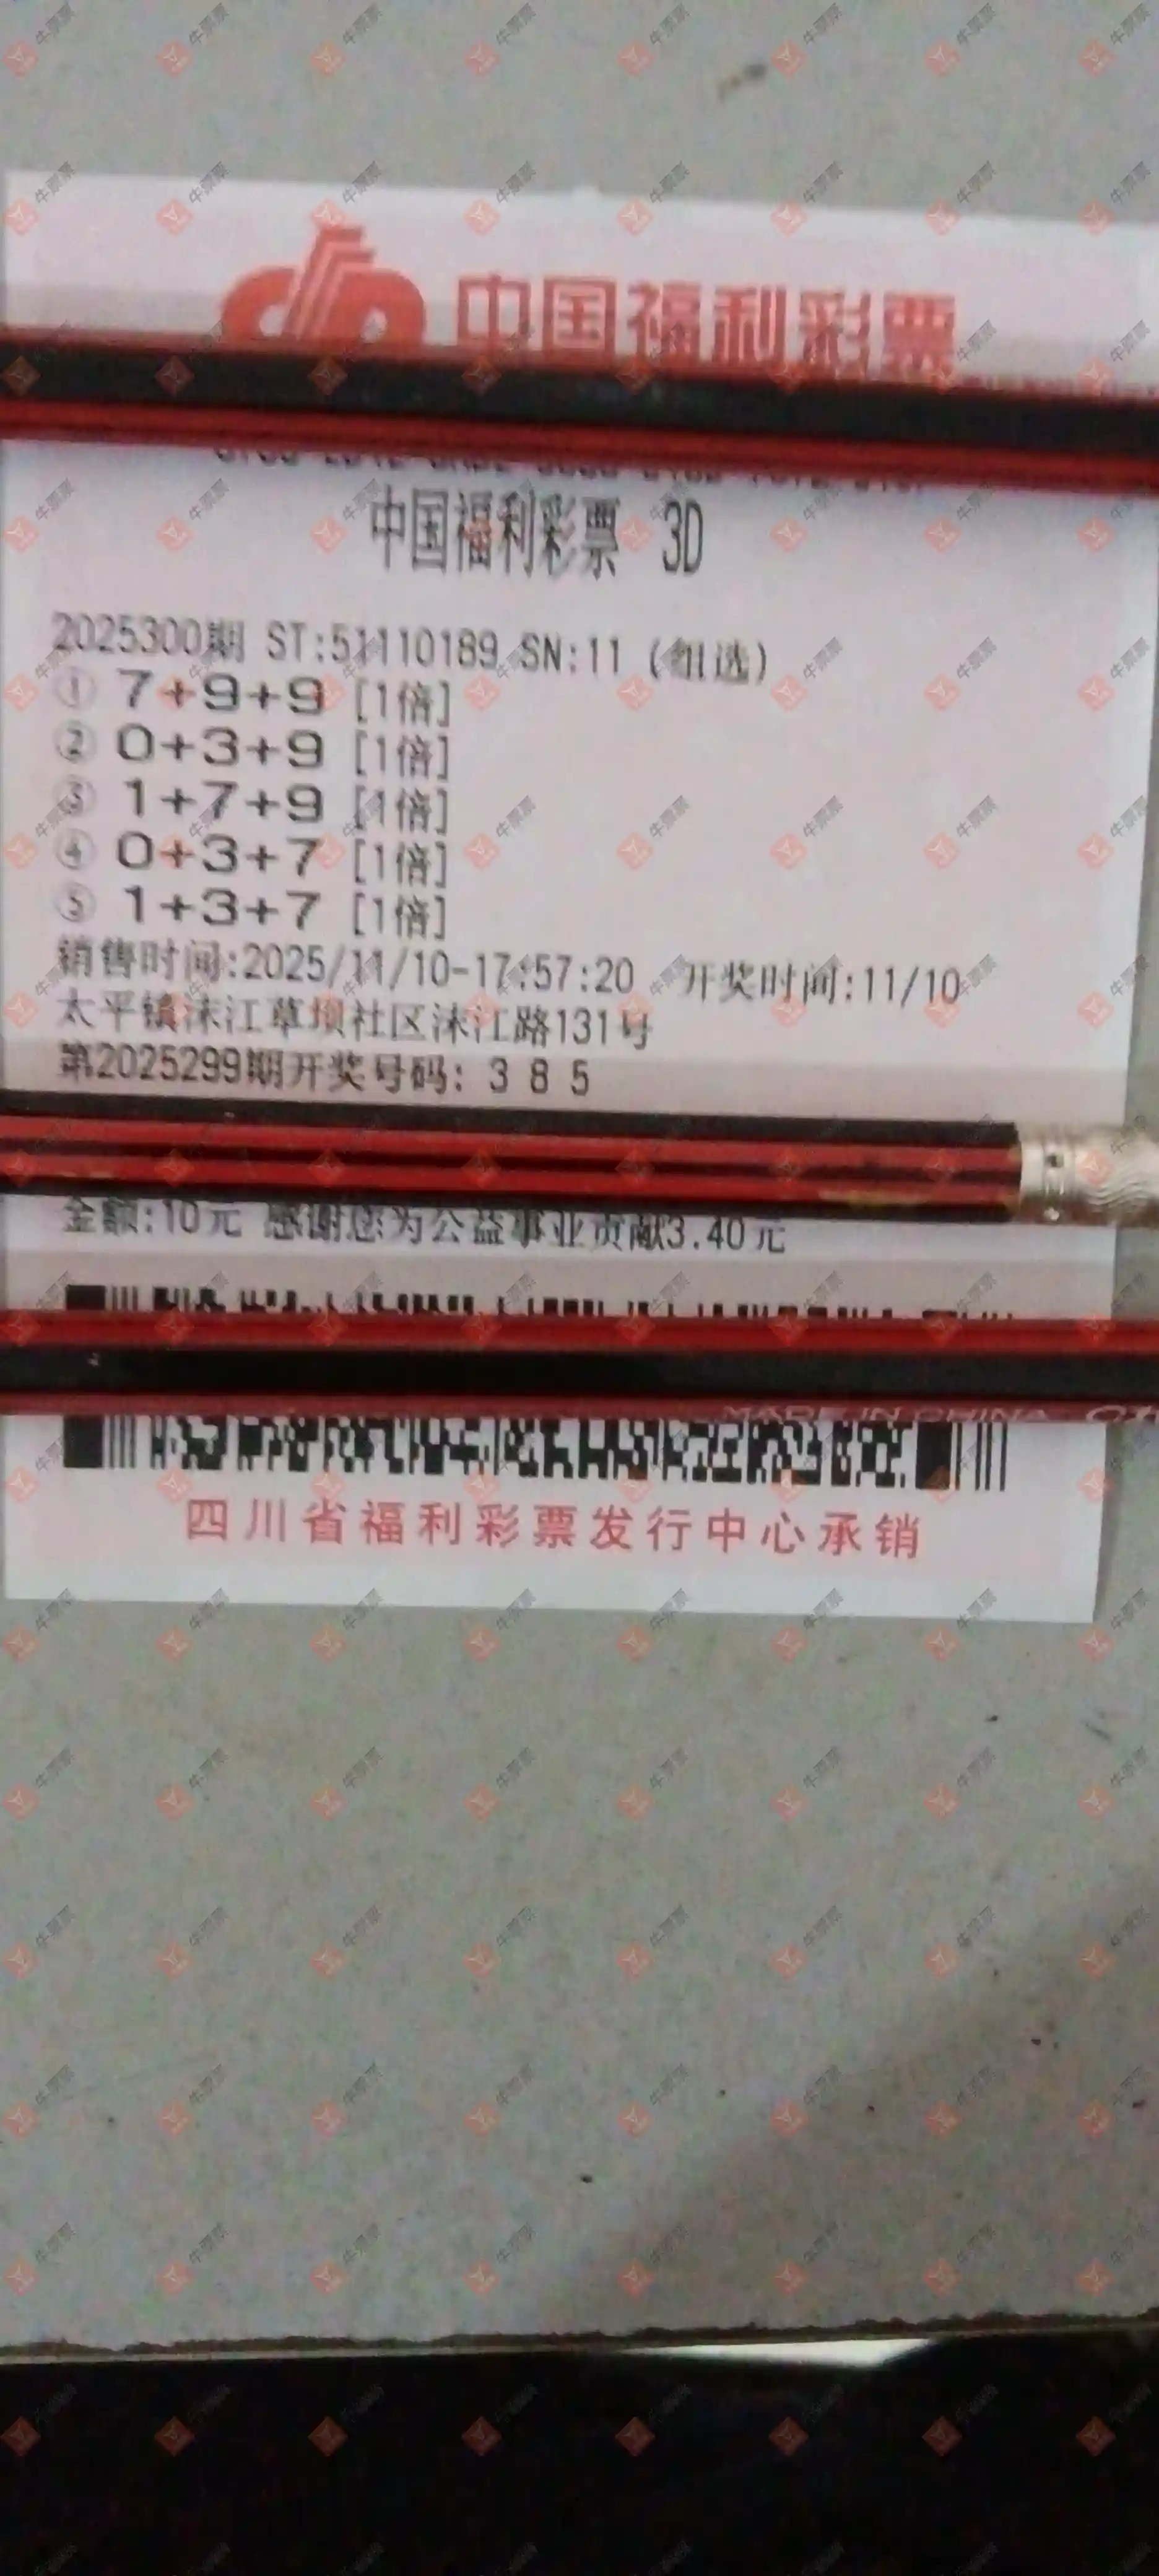 中国福利彩票
中国福利彩票 3D
2025300期 ST:51110189 SN:11 (组选)
① 7+9+9 [1倍]
② 0+3+9 [1倍]
③ 1+7+9 [1倍]
④ 0+3+7 [1倍]
⑤ 1+3+7 [1倍]
销售时间:2025/11/10-17:57:20 开奖时间:11/10
太平镇沫江草坝社区沫江路131号
第2025299期开奖号码: 3 8 5
金额:10元 感谢您为公益事业贡献3.40元
MADE IN CHINA
四川省福利彩票发行中心承销
牛票票